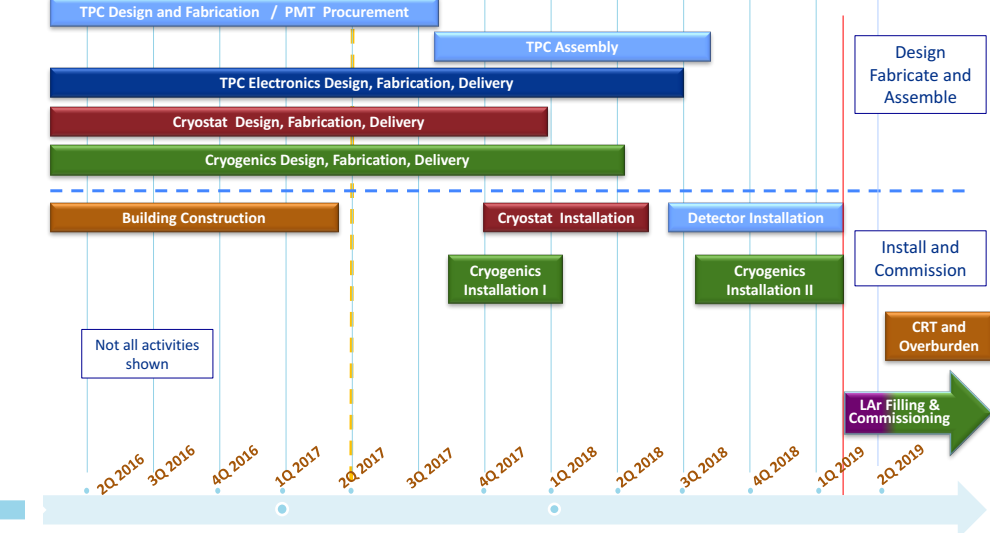 TPC Design and Fabrication / PMT Procurement
TPC Assembly
TPC Electronics Design, Fabrication, Delivery
Cryostat Design, Fabrication, Delivery
Cryogenics Design, Fabrication, Delivery
Design
Fabricate and
Assemble
Building Construction
Cryostat Installation
Detector Installation
Cryogenics
Installation I
Cryogenics
Installation II
Install and
Commission
Not all activities
shown
CRT and
Overburden
LAr Filling &
Commissioning
2Q 2016
3Q 2016
4Q 2016
1Q 2017
2Q 2017
3Q 2017
4Q 2017
1Q 2018
2Q 2018
3Q 2018
4Q 2018
1Q 2019
2Q 2019